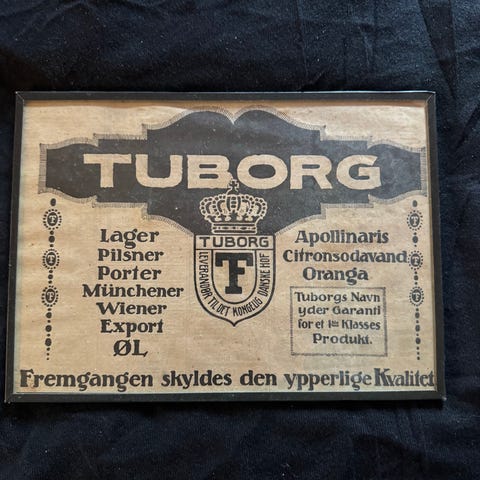 TUBORG
Lager
Pilsner
Porter
Münchener
Wiener
Export
ØL
TUBORG
LEVERANDØR TIL DET KONGELIG DANSKE HOF
TF
Apollinaris
Citronsodavand
Oranga
Tuborgs Navn
yder Garanti
for et 1ste Klasses
Produkt.
Fremgangen skyldes den ypperlige Kvalitet